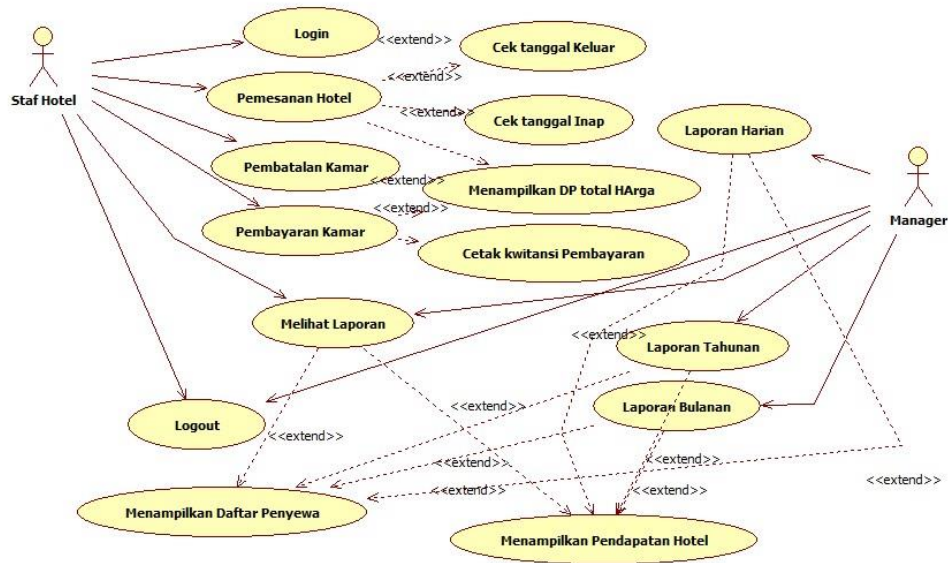 Login
<<extend>>
Cek tanggal Keluar
Staf Hotel
Pemesanan Hotel
<<extend>>
<<extend>>
Cek tanggal Inap
Laporan Harian
Pembatalan Kamar
<<extend>>
Menampilkan DP total HArga
Manager
Pembayaran Kamar
<<extend>>
Cetak kwitansi Pembayaran
Melihat Laporan
<<extend>>
Laporan Tahunan
Logout
<<extend>>
Laporan Bulanan
<<extend>>
<<extend>>
<<extend>>
<<extend>>
<<extend>>
Menampilkan Daftar Penyewa
Menampilkan Pendapatan Hotel